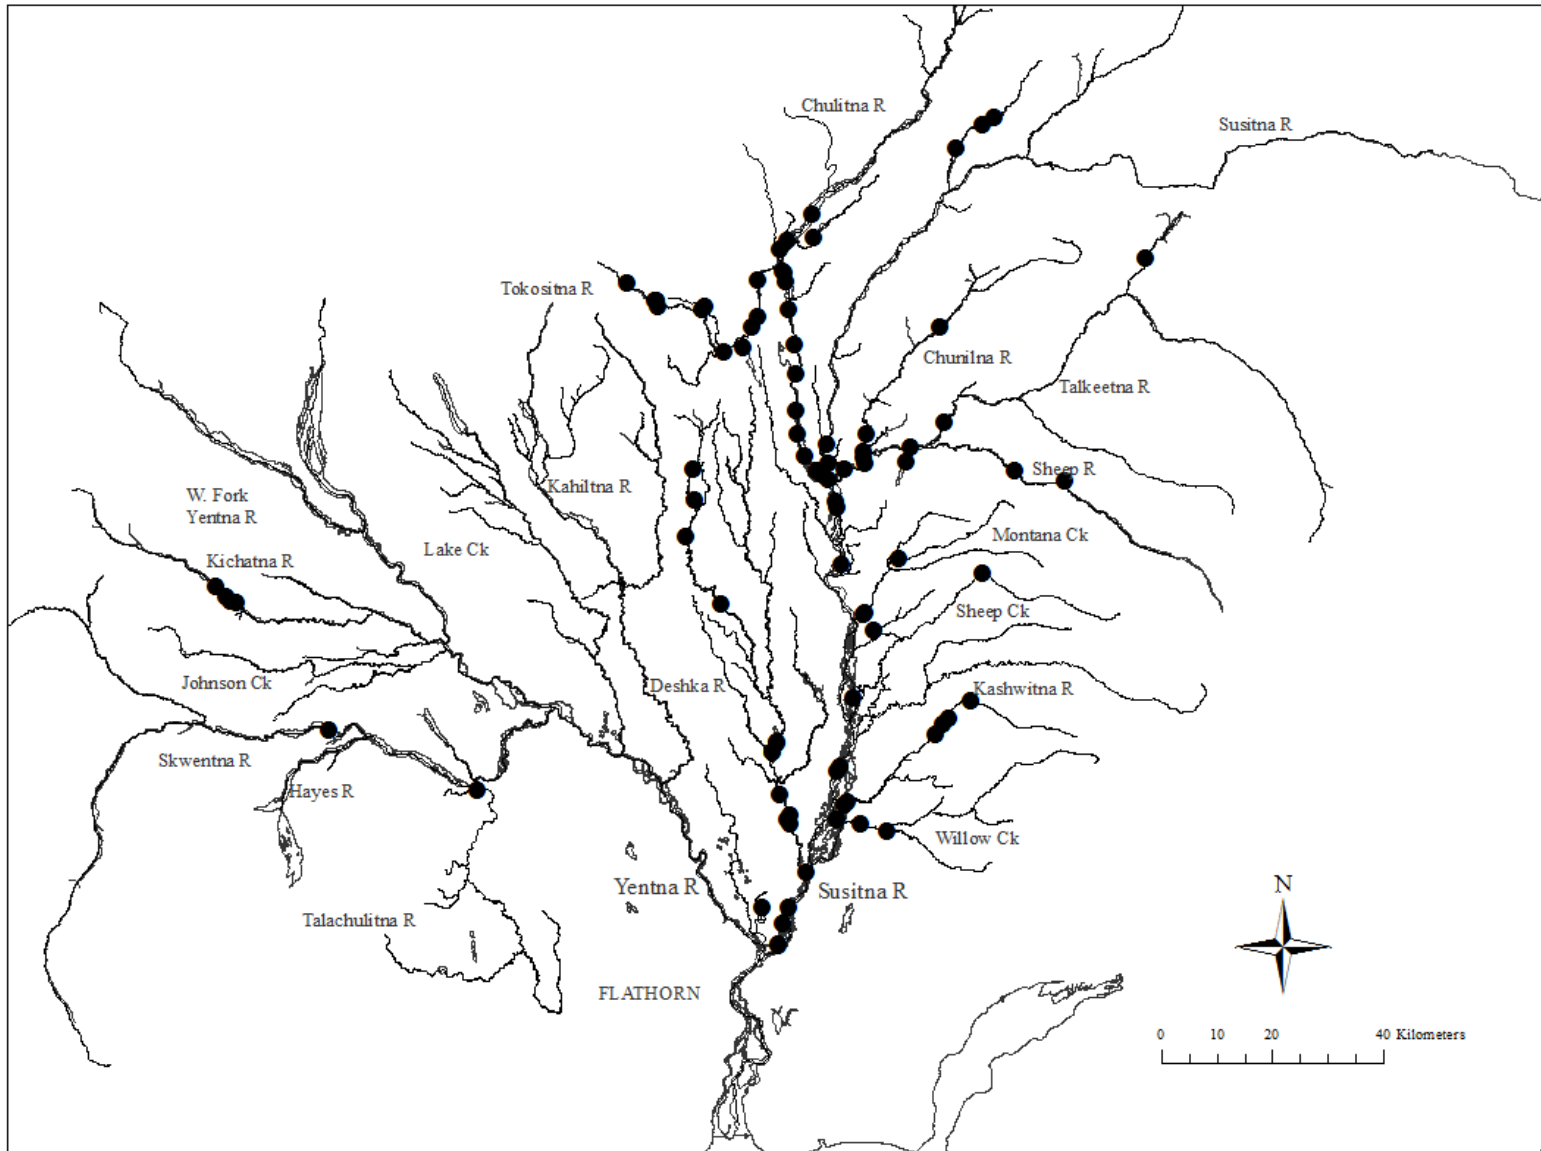 Chulitna R
Susitna R
Tokositna R
Chunilna R
Talkeetna R
Sheep R
Kahiltna R
W. Fork
Yentna R
Montana Ck
Lake Ck
Kichatna R
Sheep Ck
Johnson Ck
Deshka R
Kashwitna R
Skwentna R
Hayes R
Willow Ck
Yentna R
Susitna R
Talachulitna R
N
FLATHORN
0 10 20 40 Kilometers